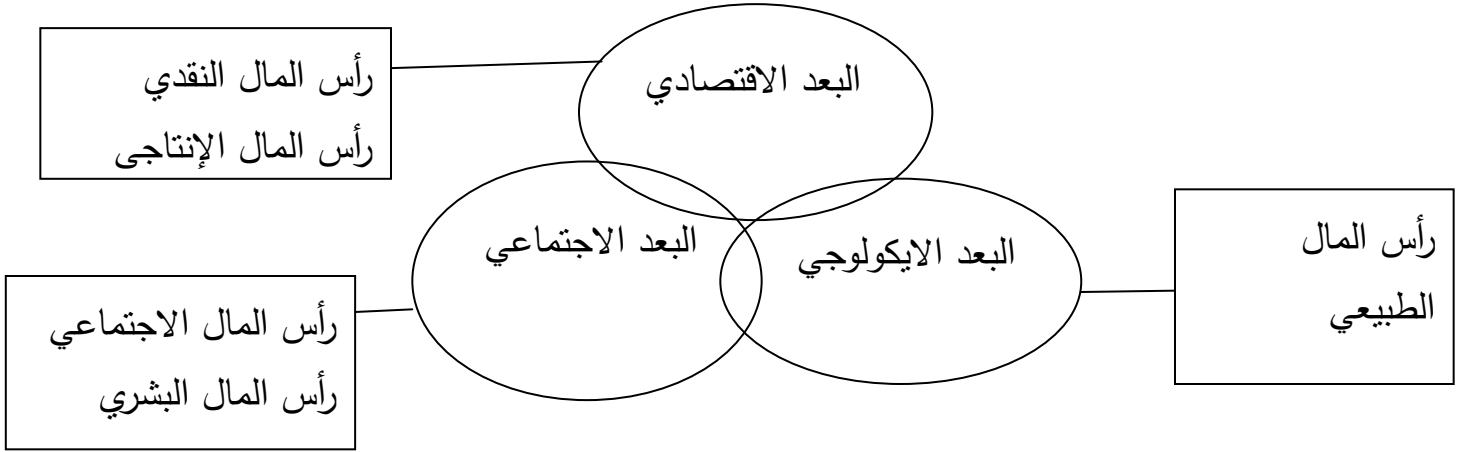 البعد الاقتصادي
رأس المال النقدي
رأس المال الإنتاجى
البعد الايكولوجي
البعد الاجتماعي
رأس المال
الطبيعي
رأس المال الاجتماعي
رأس المال البشري